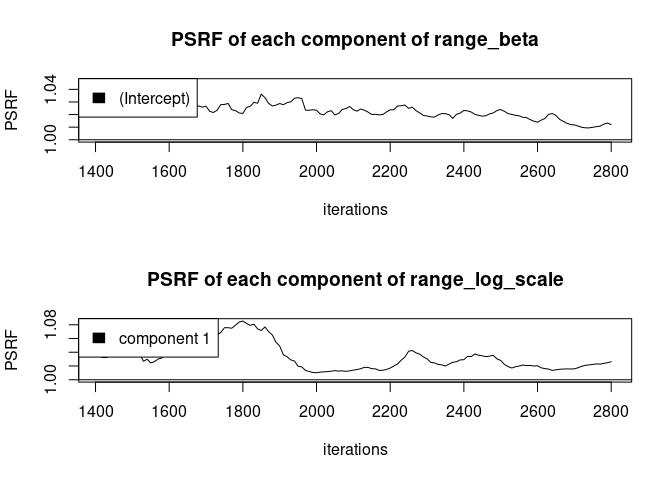 PSRF of each component of range_beta
PSRF
1.00 1.04
(Intercept)
1400 1600 1800 2000 2200 2400 2600 2800
iterations
PSRF of each component of range_log_scale
PSRF
1.00 1.08
component 1
1400 1600 1800 2000 2200 2400 2600 2800
iterations